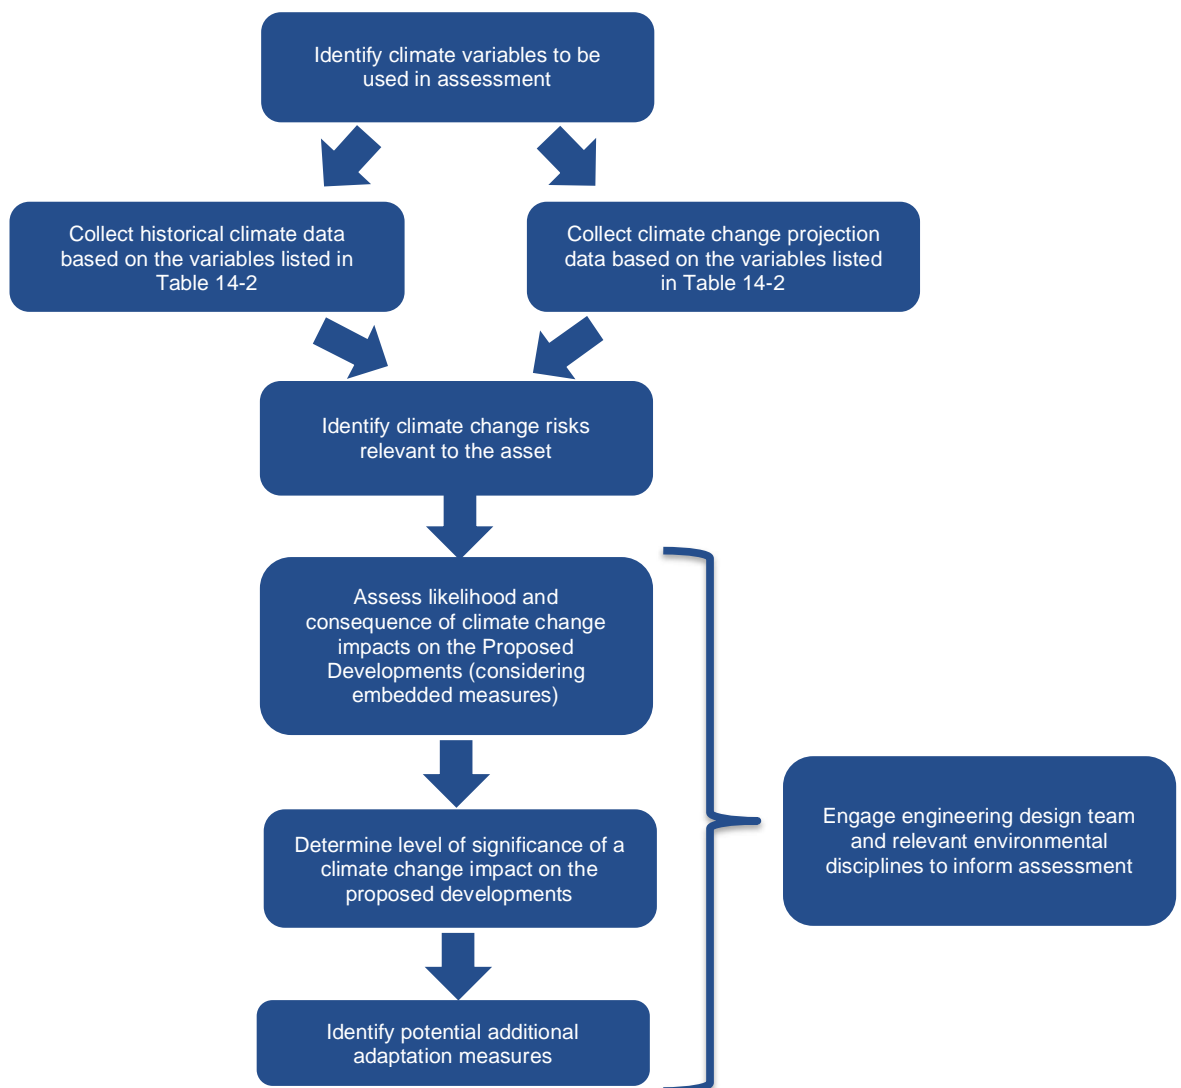 Identify climate variables to be
used in assessment
Collect historical climate data
based on the variables listed in
Table 14-2
Collect climate change projection
data based on the variables listed
in Table 14-2
Identify climate change risks
relevant to the asset
Assess likelihood and
consequence of climate change
impacts on the Proposed
Developments (considering
embedded measures)
Determine level of significance of a
climate change impact on the
proposed developments
Engage engineering design team
and relevant environmental
disciplines to inform assessment
Identify potential additional
adaptation measures